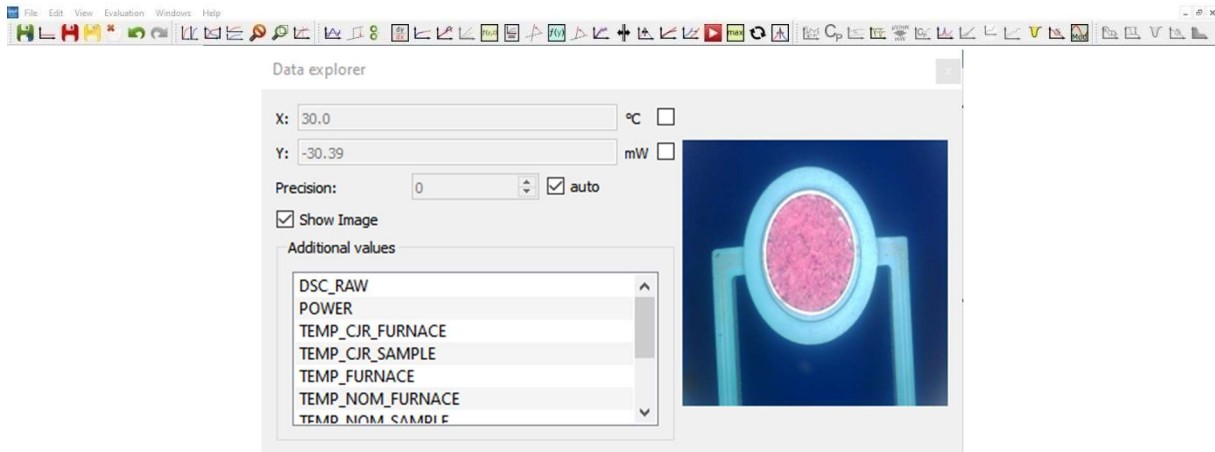 File Edit View Evaluation Windows Help
Data explorer
X: 30.0 °C
Y: -30.39 mW
Precision: 0 auto
Show Image
Additional values
DSC_RAW
POWER
TEMP_CJR_FURNACE
TEMP_CJR_SAMPLE
TEMP_FURNACE
TEMP_NOM_FURNACE
TEMP_NOM_SAMPLE